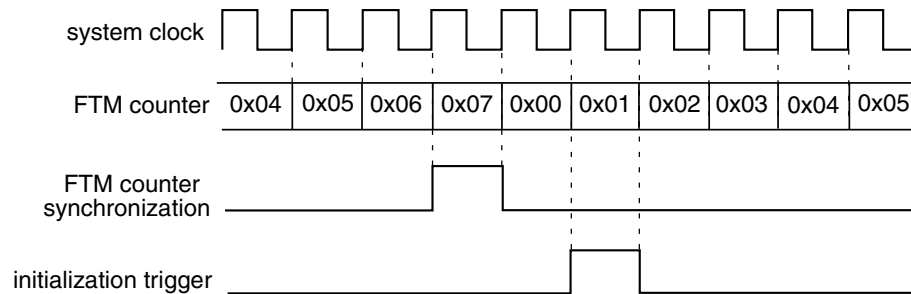 system clock
FTM counter 0x04 0x05 0x06 0x07 0x00 0x01 0x02 0x03 0x04 0x05
FTM counter
synchronization
initialization trigger